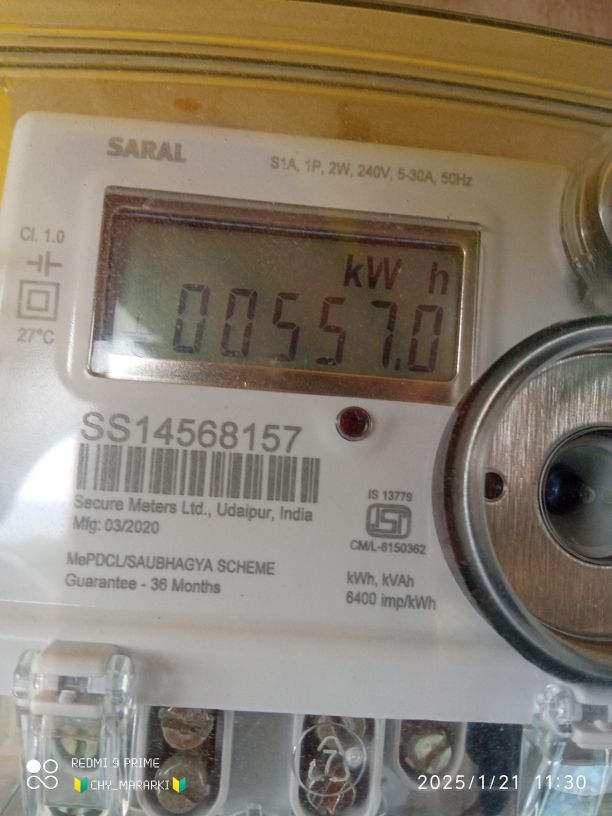 SARAL
S1A, 1P, 2W, 240V, 5-30A, 50Hz
Cl. 1.0
27°C
kW h
00557.0
SS14568157
Secure Meters Ltd., Udaipur, India
Mfg: 03/2020
IS 13779
ISI
CM/L-8150362
MePDCL/SAUBHAGYA SCHEME
Guarantee - 36 Months
kWh, kVAh
6400 imp/kWh
7
REDMI 9 PRIME
CHY_MARARKI
2025/1/21 11:30